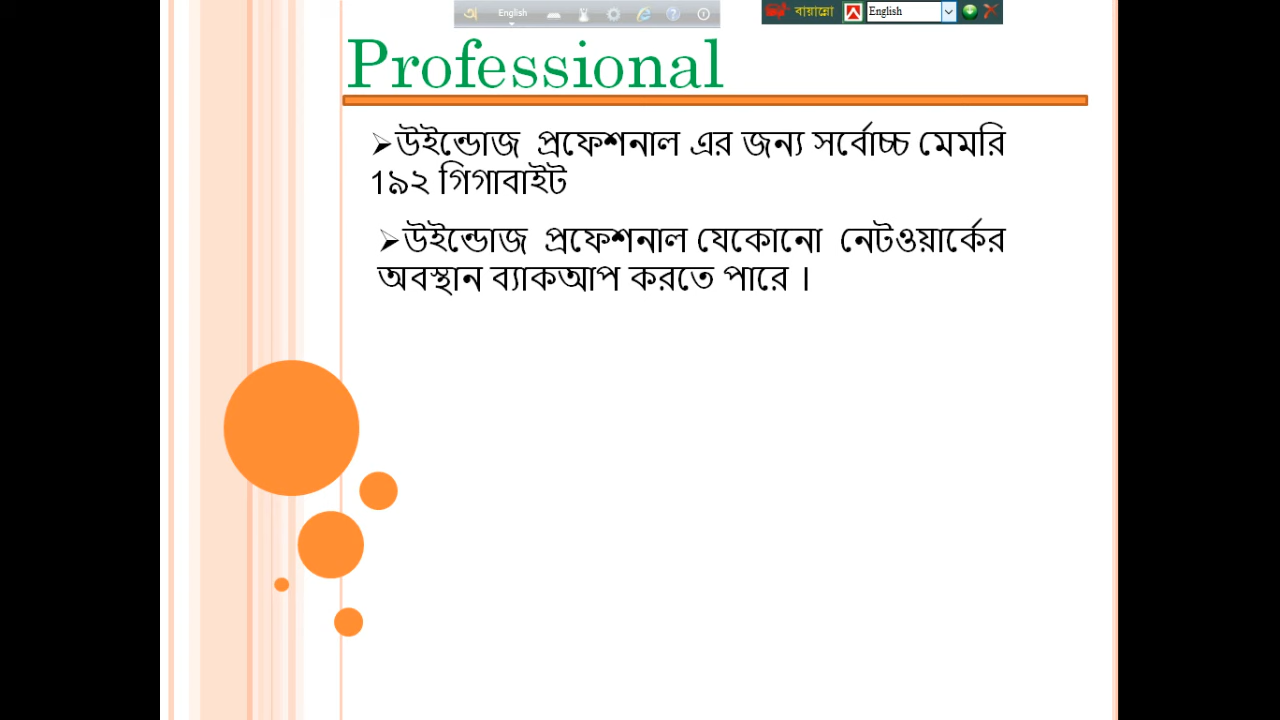 English
বায়ান্নো English
Professional
➢উইন্ডোজ প্রফেশনাল এর জন্য সর্বোচ্চ মেমরি
1৯২ গিগাবাইট
➢উইন্ডোজ প্রফেশনাল যেকোনো নেটওয়ার্কের
অবস্থান ব্যাকআপ করতে পারে ।